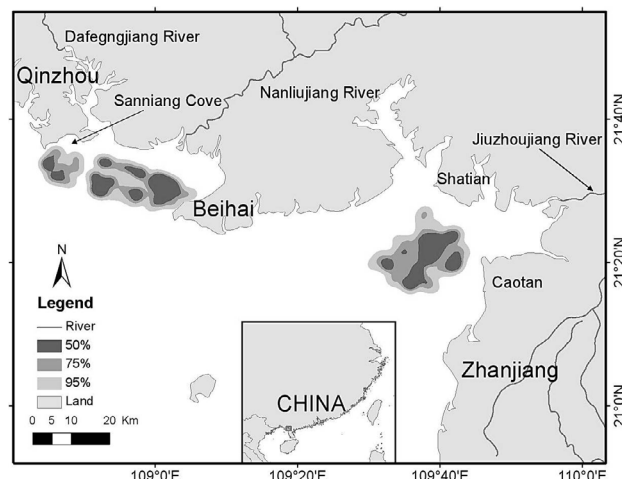 Dafegngjiang River
Qinzhou
Sanniang Cove
Nanliujiang River
Jiuzhoujiang River
Shatian
Beihai
Caotan
Zhanjiang
N
Legend
River
50%
75%
95%
Land
0 5 10 20 Km
CHINA
21°40'N
21°20'N
21°0'N
109°0'E
109°20'E
109°40'E
110°0'E